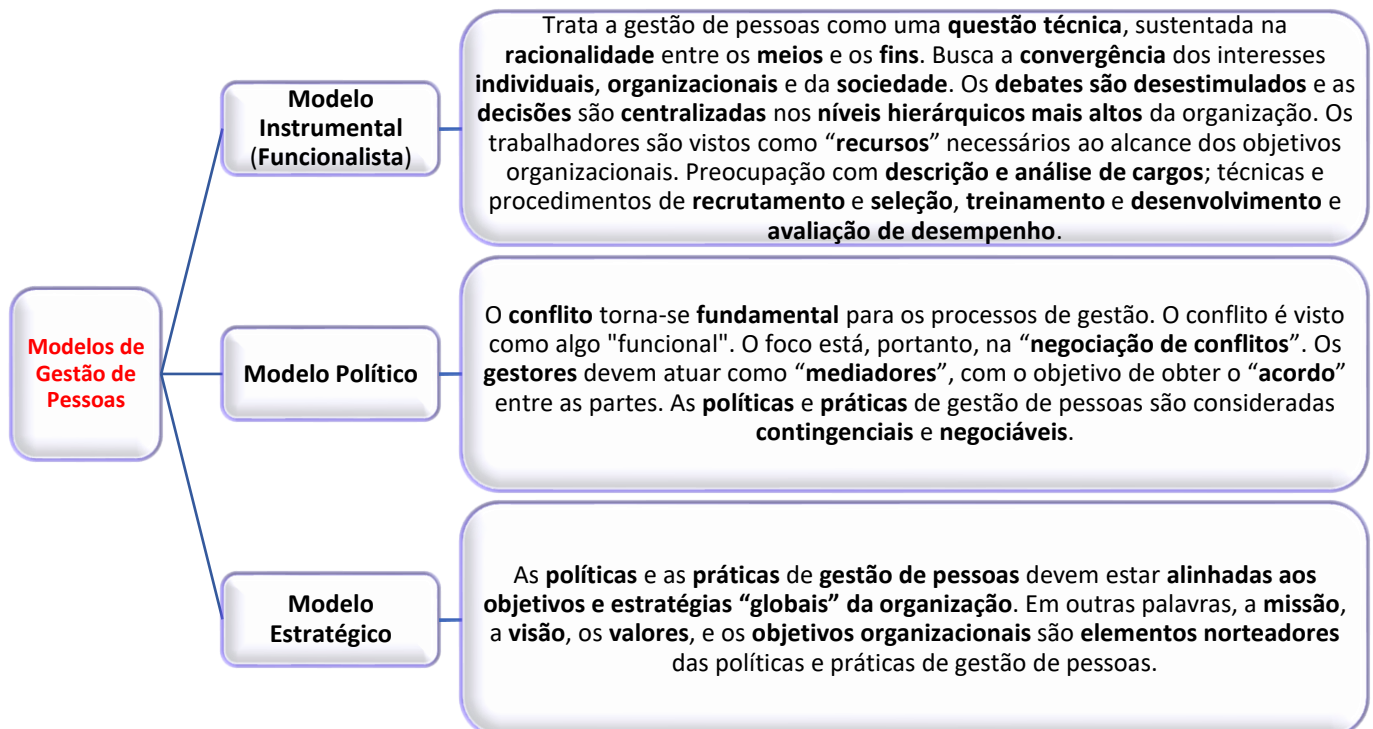 Modelos de
Gestão de
Pessoas
Modelo
Instrumental
(Funcionalista)
Trata a gestão de pessoas como uma questão técnica, sustentada na
racionalidade entre os meios e os fins. Busca a convergência dos interesses
individuais, organizacionais e da sociedade. Os debates são desestimulados e as
decisões são centralizadas nos níveis hierárquicos mais altos da organização. Os
trabalhadores são vistos como “recursos” necessários ao alcance dos objetivos
organizacionais. Preocupação com descrição e análise de cargos; técnicas e
procedimentos de recrutamento e seleção, treinamento e desenvolvimento e
avaliação de desempenho.
Modelo Político
O conflito torna-se fundamental para os processos de gestão. O conflito é visto
como algo "funcional". O foco está, portanto, na “negociação de conflitos”. Os
gestores devem atuar como “mediadores”, com o objetivo de obter o “acordo”
entre as partes. As políticas e práticas de gestão de pessoas são consideradas
contingenciais e negociáveis.
Modelo
Estratégico
As políticas e as práticas de gestão de pessoas devem estar alinhadas aos
objetivos e estratégias “globais” da organização. Em outras palavras, a missão,
a visão, os valores, e os objetivos organizacionais são elementos norteadores
das políticas e práticas de gestão de pessoas.